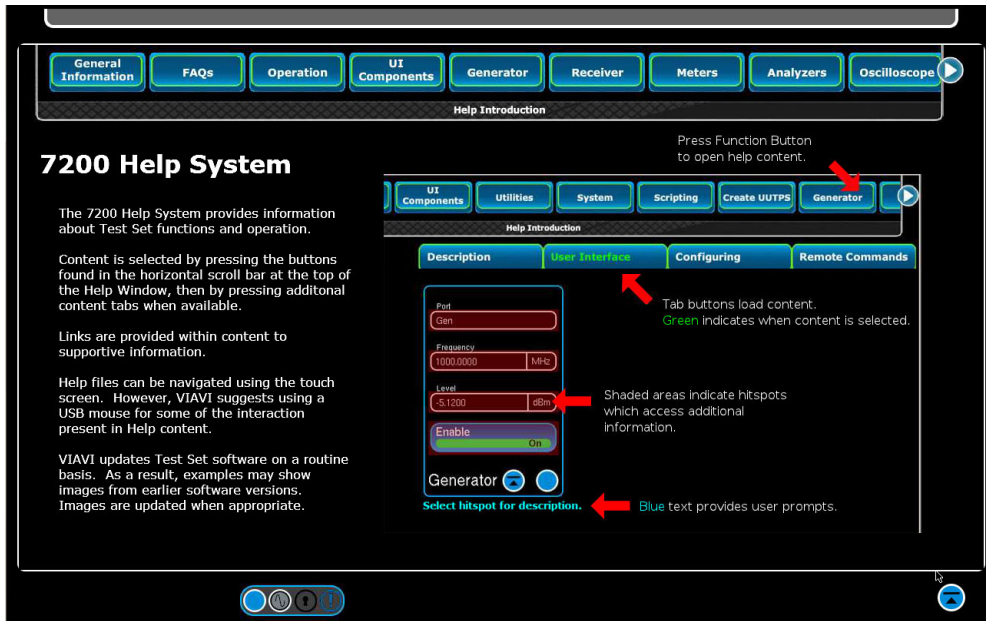 General
Information
FAQs
Operation
UI
Components
Generator
Receiver
Meters
Analyzers
Oscilloscope
Help Introduction
7200 Help System
The 7200 Help System provides information
about Test Set functions and operation.
Content is selected by pressing the buttons
found in the horizontal scroll bar at the top of
the Help Window, then by pressing additonal
content tabs when available.
Links are provided within content to
supportive information.
Help files can be navigated using the touch
screen. However, VIAVI suggests using a
USB mouse for some of the interaction
present in Help content.
VIAVI updates Test Set software on a routine
basis. As a result, examples may show
images from earlier software versions.
Images are updated when appropriate.
Press Function Button
to open help content.
UI
Components
Utilities
System
Scripting
Create UUTPS
Generator
Help Introduction
Description
User Interface
Configuring
Remote Commands
Tab buttons load content.
Green indicates when content is selected.
Port
Gen
Frequency
1000.0000 MHz
Level
-5.1200 dBm
Enable
On
Generator
Shaded areas indicate hitspots
which access additional
information.
Select hitspot for description.
Blue text provides user prompts.